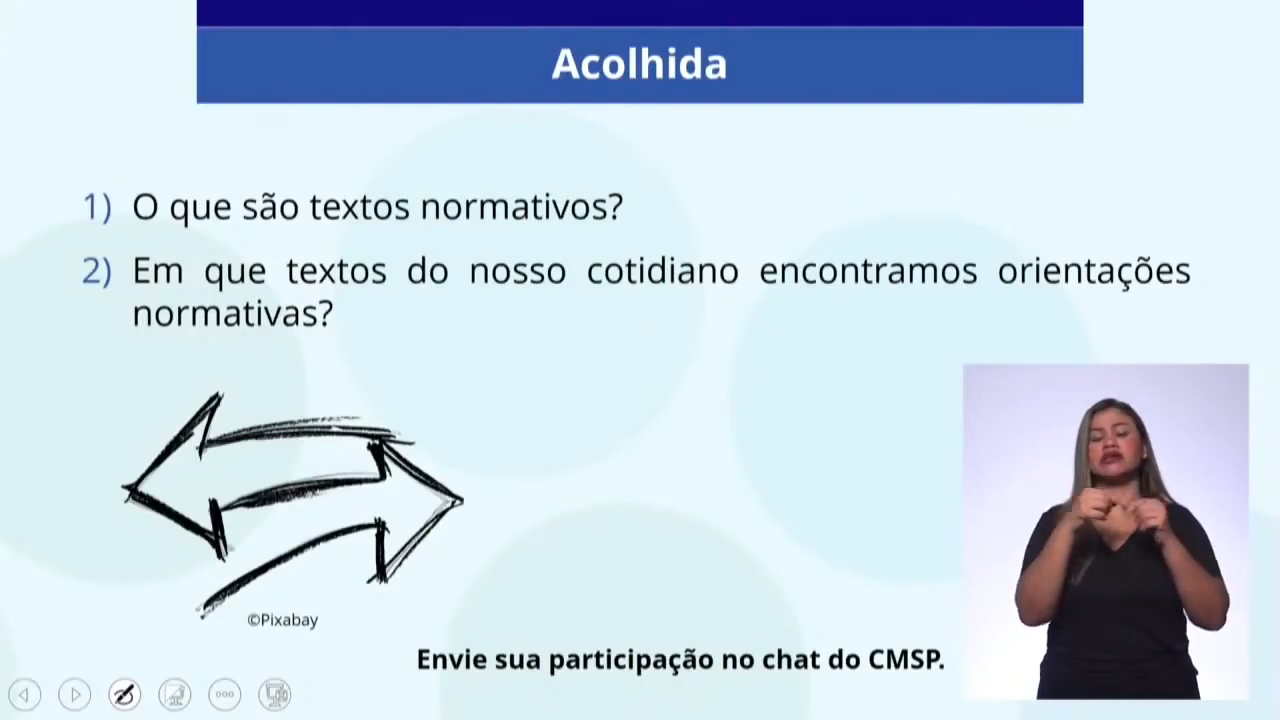 Acolhida
1) O que são textos normativos?
2) Em que textos do nosso cotidiano encontramos orientações
normativas?
©Pixabay
Envie sua participação no chat do CMSP.